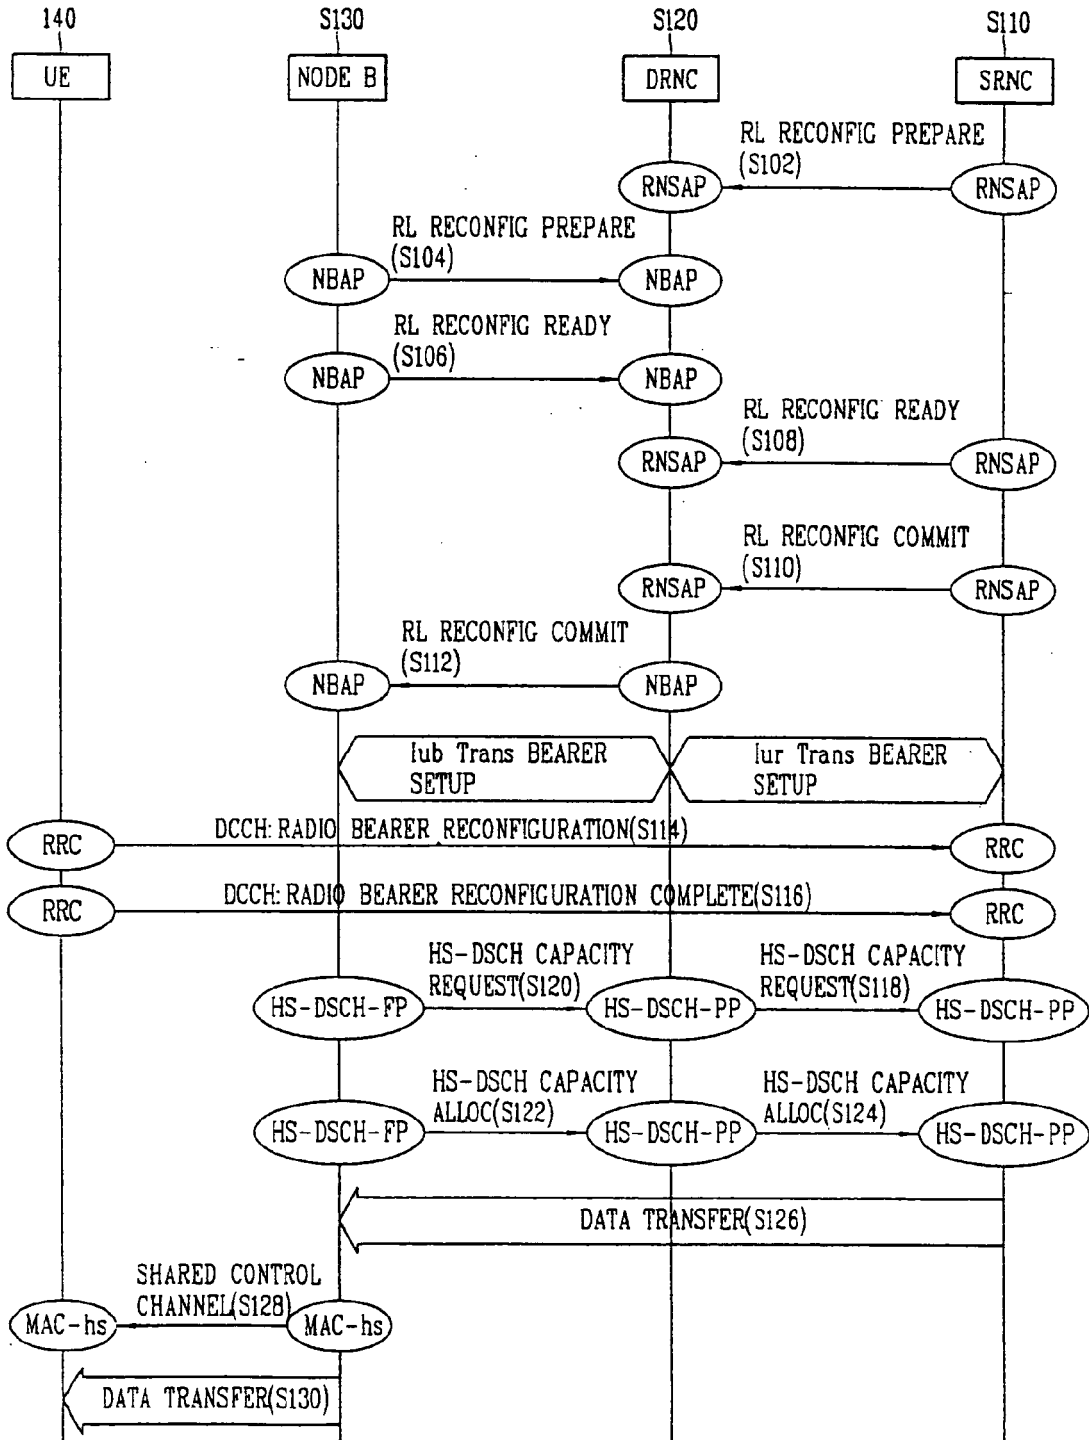 140 S130 S120 S110
UE NODE B DRNC SRNC
RL RECONFIG PREPARE
(S102)
RNSAP RNSAP
RL RECONFIG PREPARE
(S104)
NBAP NBAP
RL RECONFIG READY
(S106)
NBAP NBAP
RL RECONFIG READY
(S108)
RNSAP RNSAP
RL RECONFIG COMMIT
(S110)
RNSAP RNSAP
RL RECONFIG COMMIT
(S112)
NBAP NBAP
Iub Trans BEARER
SETUP
Iur Trans BEARER
SETUP
DCCH: RADIO BEARER RECONFIGURATION(S114)
RRC RRC
DCCH: RADIO BEARER RECONFIGURATION COMPLETE(S116)
RRC RRC
HS-DSCH CAPACITY
REQUEST(S120)
HS-DSCH CAPACITY
REQUEST(S118)
HS-DSCH-FP HS-DSCH-PP HS-DSCH-PP
HS-DSCH CAPACITY
ALLOC(S122)
HS-DSCH CAPACITY
ALLOC(S124)
HS-DSCH-FP HS-DSCH-PP HS-DSCH-PP
DATA TRANSFER(S126)
SHARED CONTROL
CHANNEL(S128)
MAC-hs MAC-hs
DATA TRANSFER(S130)